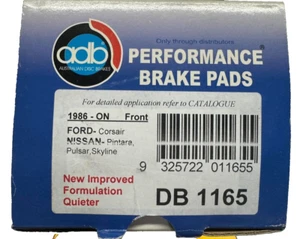 Only through distributors
adb
AUSTRALIAN DISC BRAKES
PERFORMANCE
BRAKE PADS
For detailed application refer to CATALOGUE
1986 - ON Front
FORD- Corsair
NISSAN- Pintara,
Pulsar,Skyline
9 325722 011655
New Improved
Formulation
Quieter
DB 1165